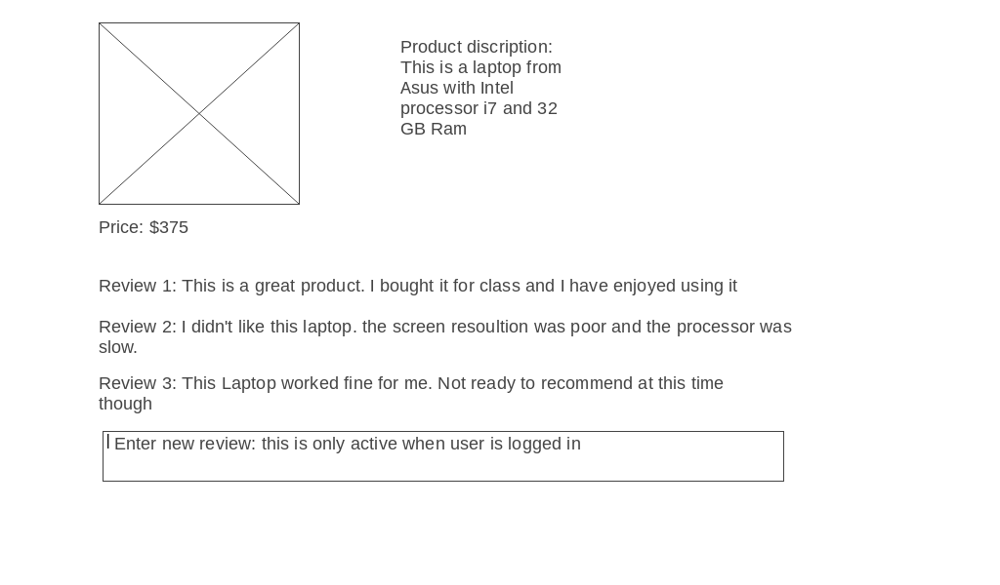 Product discription:
This is a laptop from
Asus with Intel
processor i7 and 32
GB Ram
Price: $375
Review 1: This is a great product. I bought it for class and I have enjoyed using it
Review 2: I didn't like this laptop. the screen resoultion was poor and the processor was
slow.
Review 3: This Laptop worked fine for me. Not ready to recommend at this time
though
Enter new review: this is only active when user is logged in